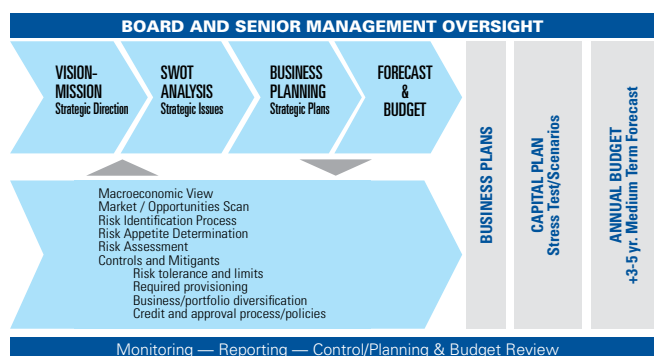 BOARD AND SENIOR MANAGEMENT OVERSIGHT
VISION-
MISSION
Strategic Direction
SWOT
ANALYSIS
Strategic Issues
BUSINESS
PLANNING
Strategic Plans
FORECAST
&
BUDGET
Macroeconomic View
Market / Opportunities Scan
Risk Identification Process
Risk Appetite Determination
Risk Assessment
Controls and Mitigants
Risk tolerance and limits
Required provisioning
Business/portfolio diversification
Credit and approval process/policies
BUSINESS PLANS
CAPITAL PLAN
Stress Test/Scenarios
ANNUAL BUDGET
+3-5 yr. Medium Term Forecast
Monitoring — Reporting — Control/Planning & Budget Review